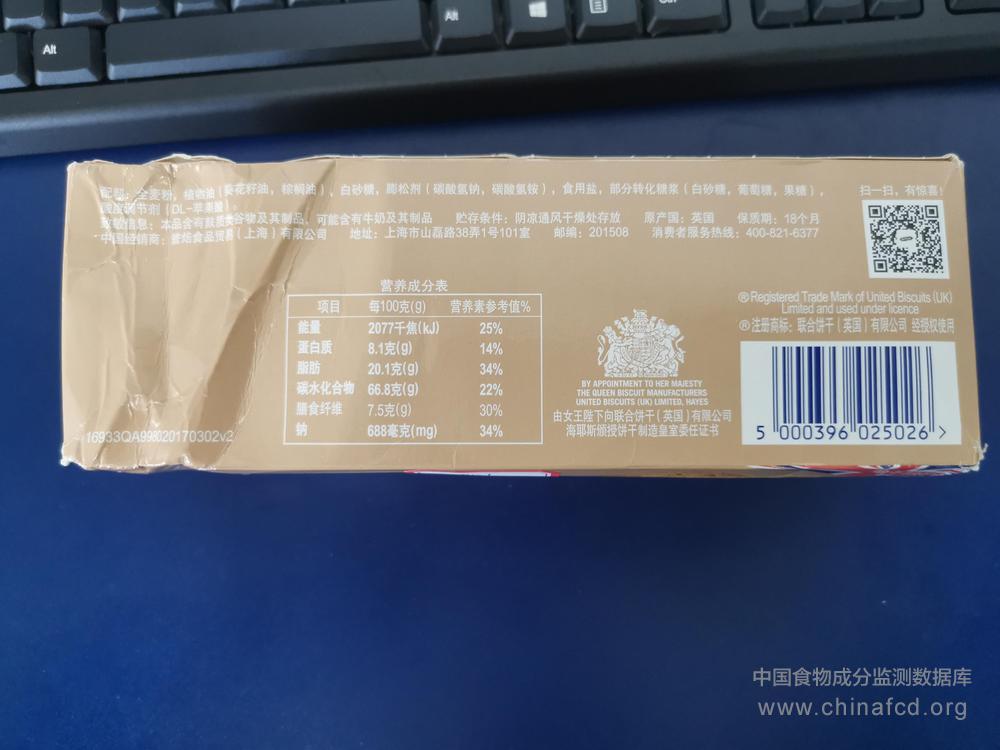 Alt
Alt
Ctrl
配料：全麦粉，植物油（葵花籽油，棕榈油），白砂糖，膨松剂（碳酸氢钠，碳酸氢铵），食用盐，部分转化糖浆（白砂糖，葡萄糖，果糖），
酸度调节剂（DL-苹果酸）
致敏信息：本品含有麸质类谷物及其制品、可能含有牛奶及其制品 贮存条件：阴凉通风干燥处存放 原产国：英国 保质期：18个月
中国经销商：食品贸易（上海）有限公司 地址：上海市山磊路38弄1号101室 邮编：201508 消费者服务热线：400-821-6377
扫一扫，有惊喜！
营养成分表
项目 每100克(g) 营养素参考值%
能量 2077千焦(kJ) 25%
蛋白质 8.1克(g) 14%
脂肪 20.1克(g) 34%
碳水化合物 66.8克(g) 22%
膳食纤维 7.5克(g) 30%
钠 688毫克(mg) 34%
16933QA998020170302v2
BY APPOINTMENT TO HER MAJESTY
THE QUEEN BISCUIT MANUFACTURERS
UNITED BISCUITS (UK) LIMITED, HAYES
由女王陛下向联合饼干（英国）有限公司
海耶斯颁授饼干制造皇室委任证书
®Registered Trade Mark of United Biscuits (UK)
Limited and used under licence
®注册商标：联合饼干（英国）有限公司 经授权使用
5 000396 025026 >
中国食物成分监测数据库
www.chinafcd.org